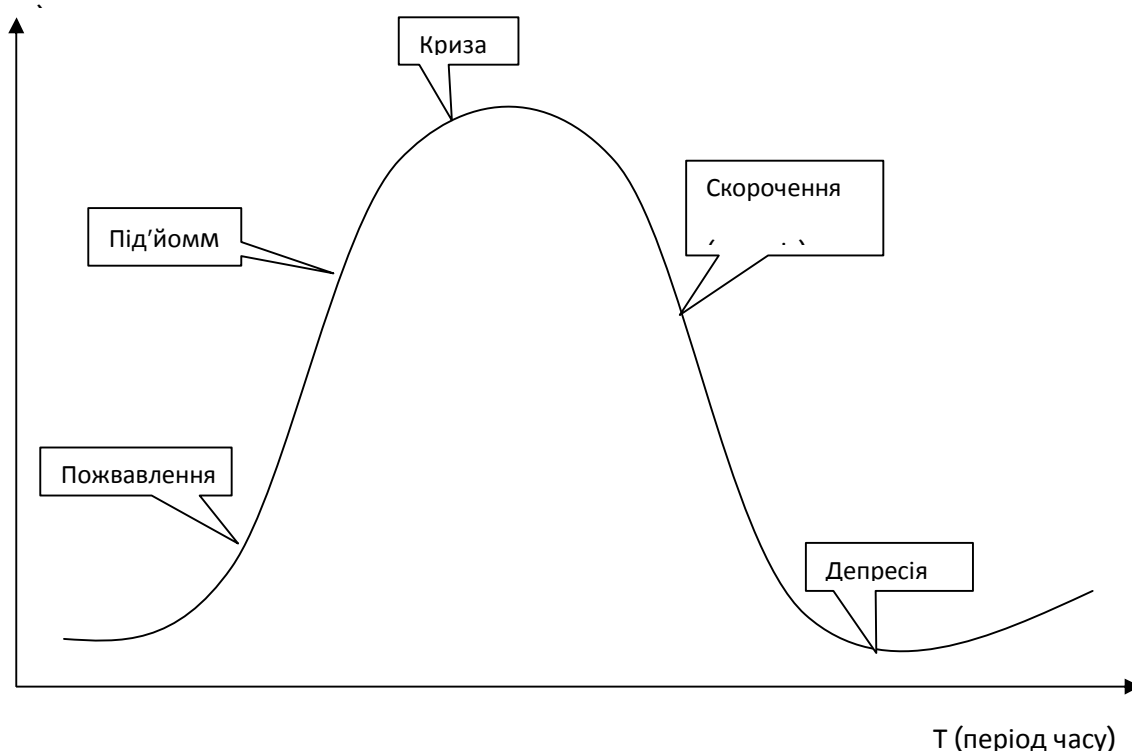 Криза
Скорочення
Під’йомм
Пожвавлення
Депресія
Т (період часу)